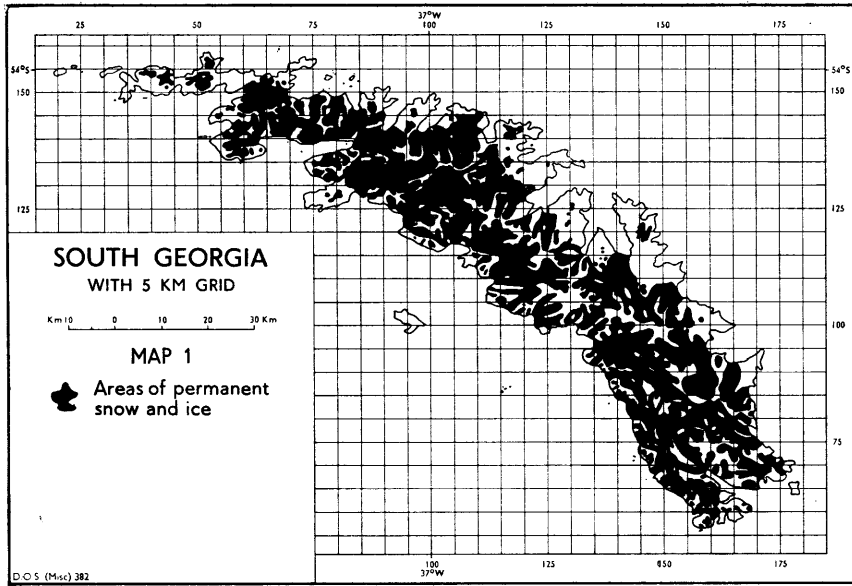 37°W
25 50 75 100 125 150 175
54°S 54°S
150 150
125 125
SOUTH GEORGIA
WITH 5 KM GRID
Km 10 0 10 20 30 Km
100
MAP 1
Areas of permanent
snow and ice
75
100 125 650 175
37°W
D.O.S (Misc) 382